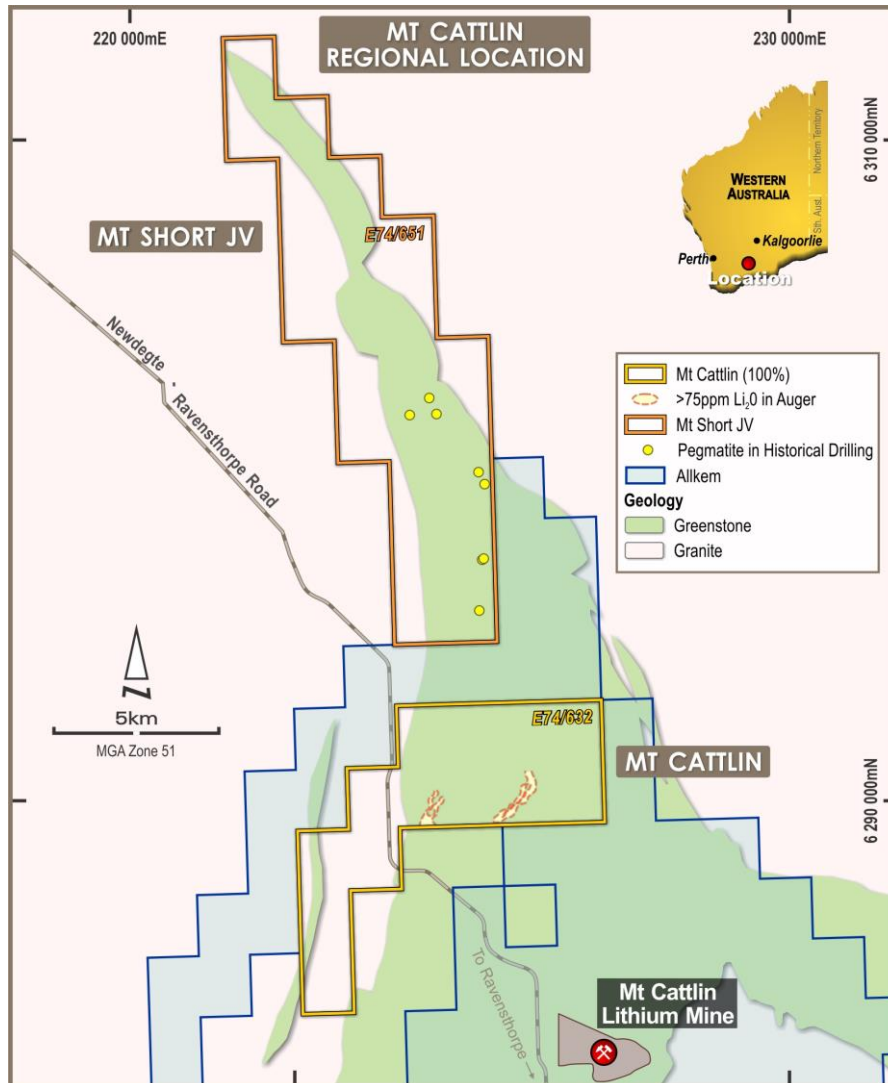 220 000mE
MT CATTLIN
REGIONAL LOCATION
230 000mE
6 310 000mN
WESTERN
AUSTRALIA
Northern Territory
Sth. Aust.
Kalgoorlie
Perth
Location
MT SHORT JV
E74/651
Newdegte - Ravensthorpe Road
Mt Cattlin (100%)
>75ppm Li₂0 in Auger
Mt Short JV
Pegmatite in Historical Drilling
Allkem
Geology
Greenstone
Granite
N
5km
MGA Zone 51
E74/632
MT CATTLIN
6 290 000mN
To Ravensthorpe
Mt Cattlin
Lithium Mine